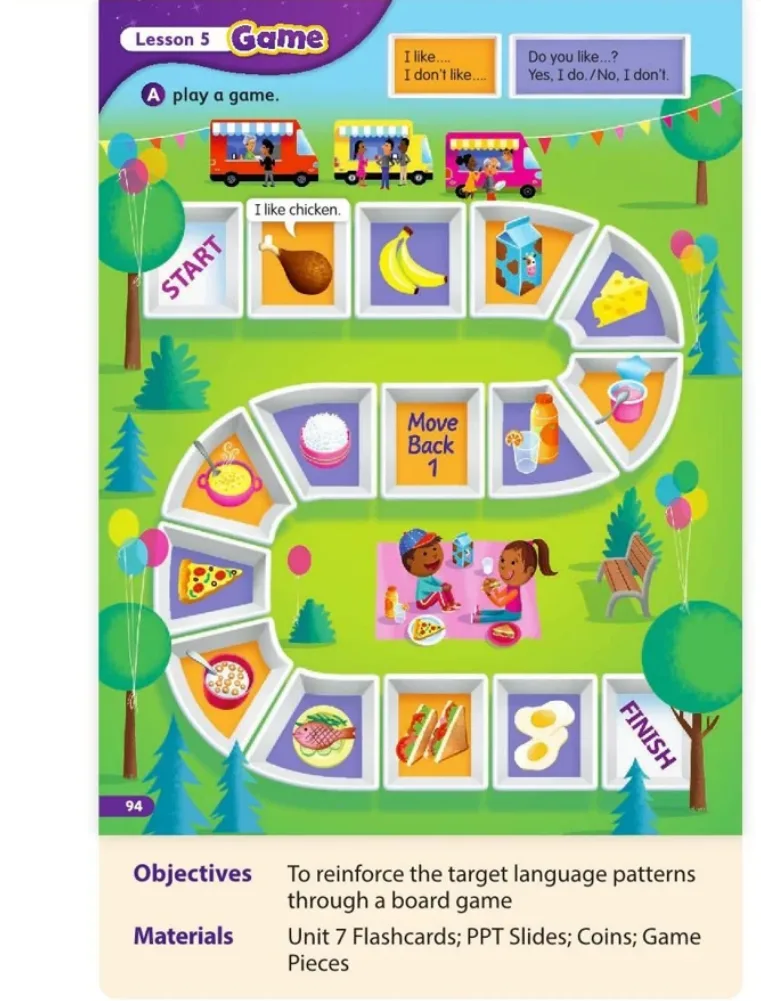 Lesson 5 Game
I like....
I don't like....
Do you like...?
Yes, I do./No, I don't.
A play a game.
START
I like chicken.
Move
Back
1
FINISH
94
Objectives To reinforce the target language patterns
through a board game
Materials Unit 7 Flashcards; PPT Slides; Coins; Game
Pieces